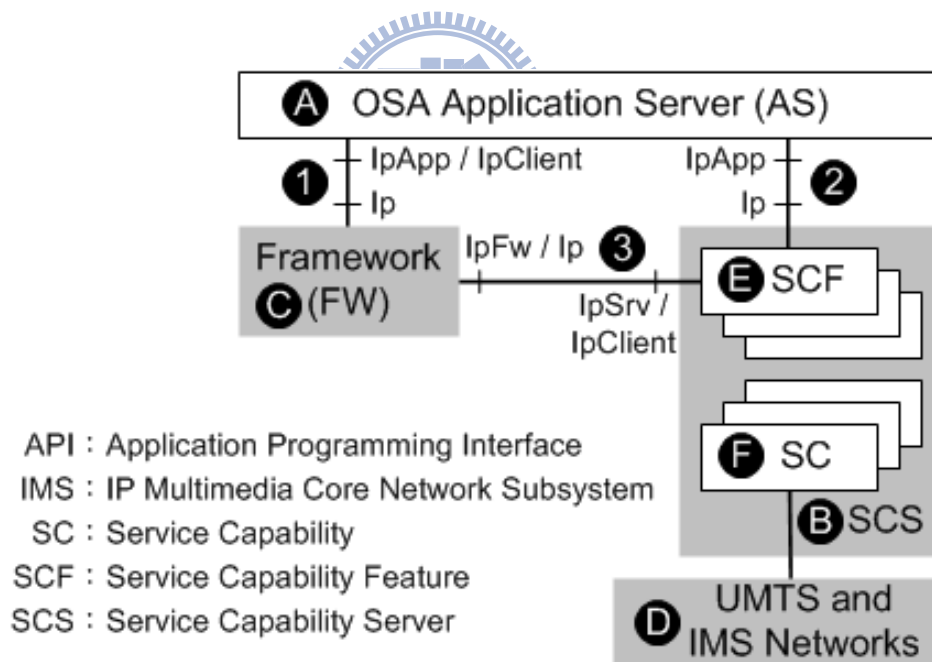 A OSA Application Server (AS)
IpApp / IpClient
1
Ip
IpApp
2
Ip
Framework
C (FW)
IpFw / Ip 3
IpSrv /
IpClient
E SCF
F SC
B SCS
D UMTS and
IMS Networks
API : Application Programming Interface
IMS : IP Multimedia Core Network Subsystem
SC : Service Capability
SCF : Service Capability Feature
SCS : Service Capability Server